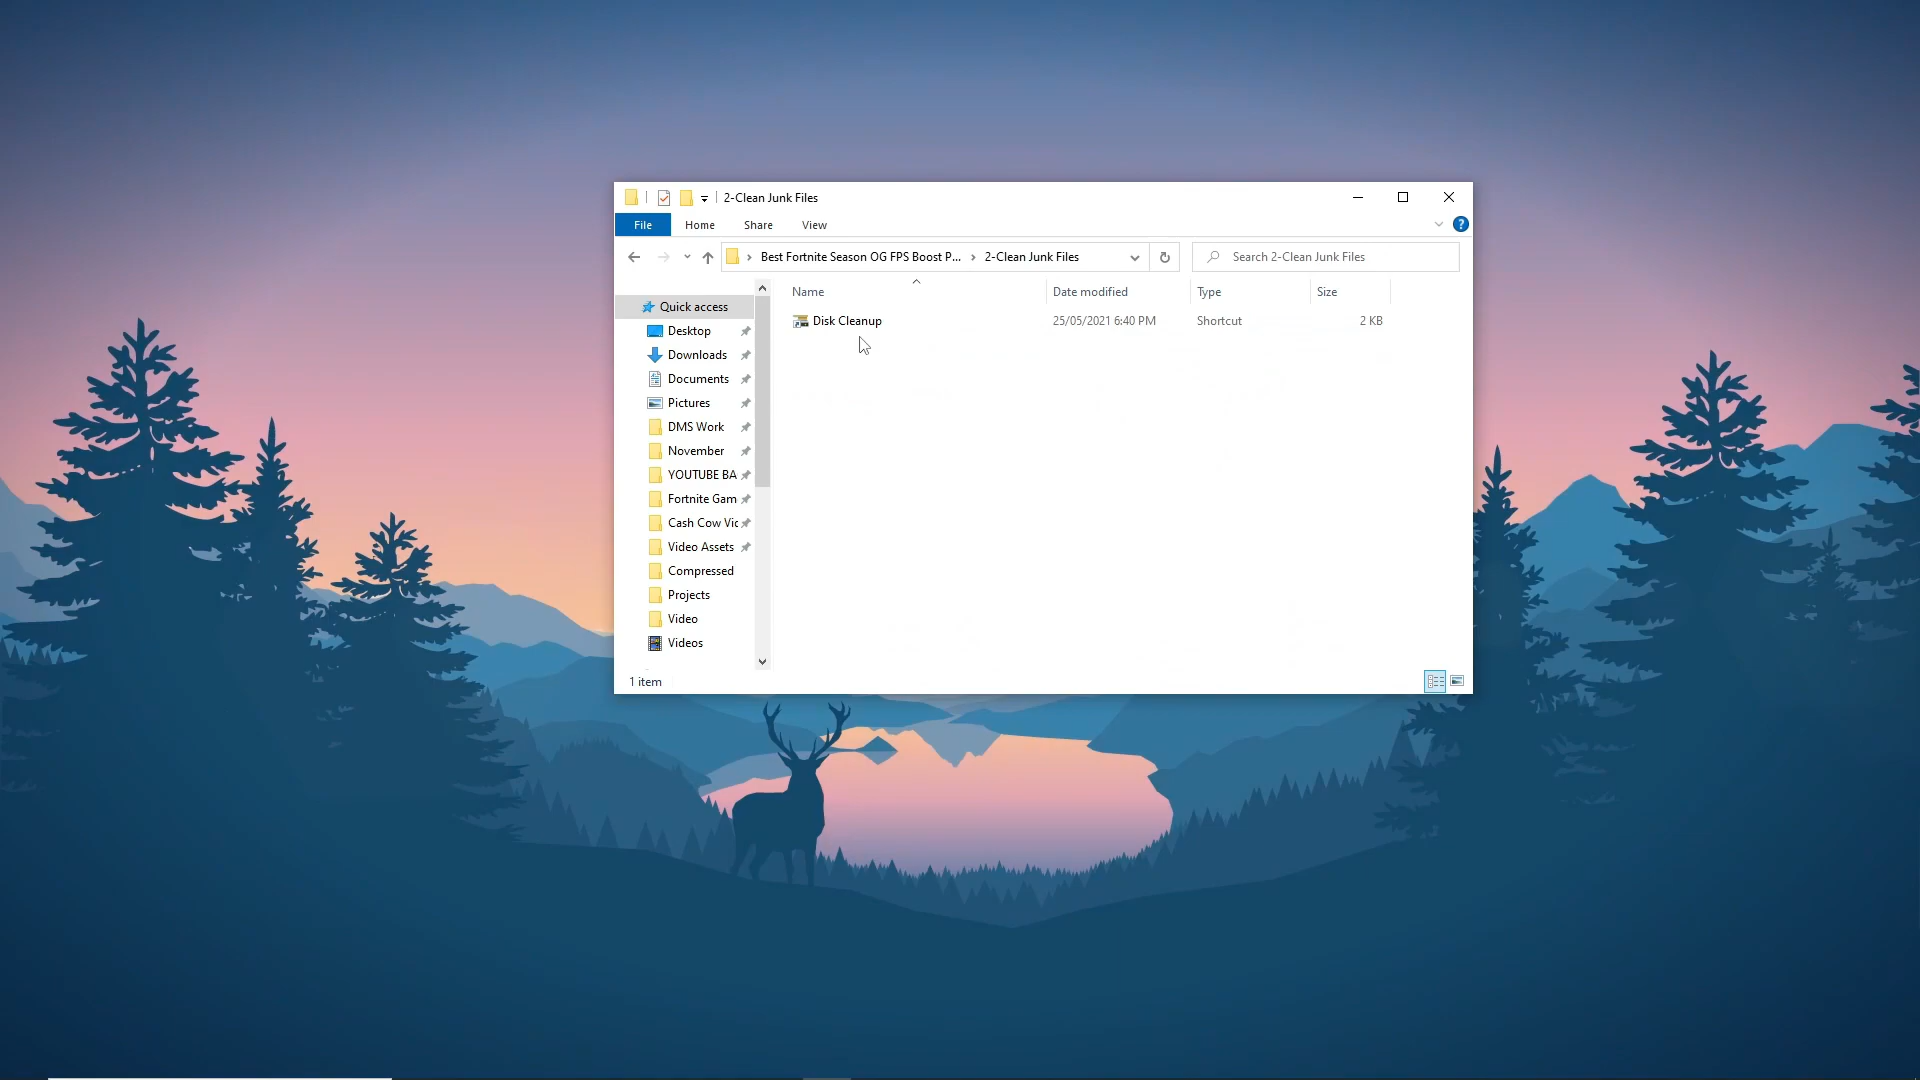 2-Clean Junk Files
File Home Share View
Best Fortnite Season OG FPS Boost P... 2-Clean Junk Files Search 2-Clean Junk Files
Name Date modified Type Size
Disk Cleanup 25/05/2021 6:40 PM Shortcut 2 KB
Quick access
Desktop
Downloads
Documents
Pictures
DMS Work
November
YOUTUBE BA
Fortnite Gam
Cash Cow Vic
Video Assets
Compressed
Projects
Video
Videos
1 item